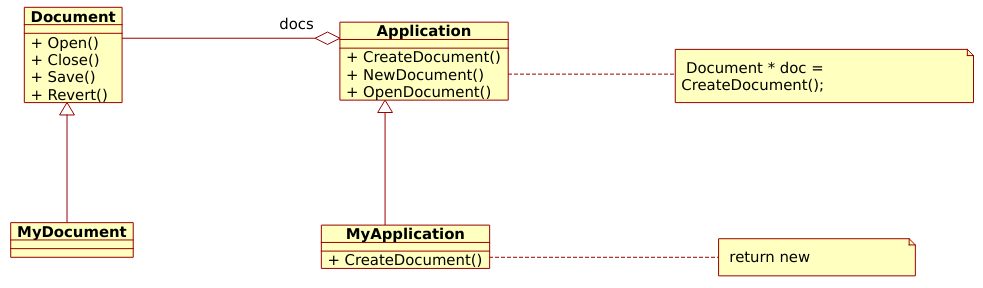 Document
+ Open()
+ Close()
+ Save()
+ Revert()
docs
Application
+ CreateDocument()
+ NewDocument()
+ OpenDocument()
Document * doc =
CreateDocument();
MyDocument
MyApplication
+ CreateDocument()
return new